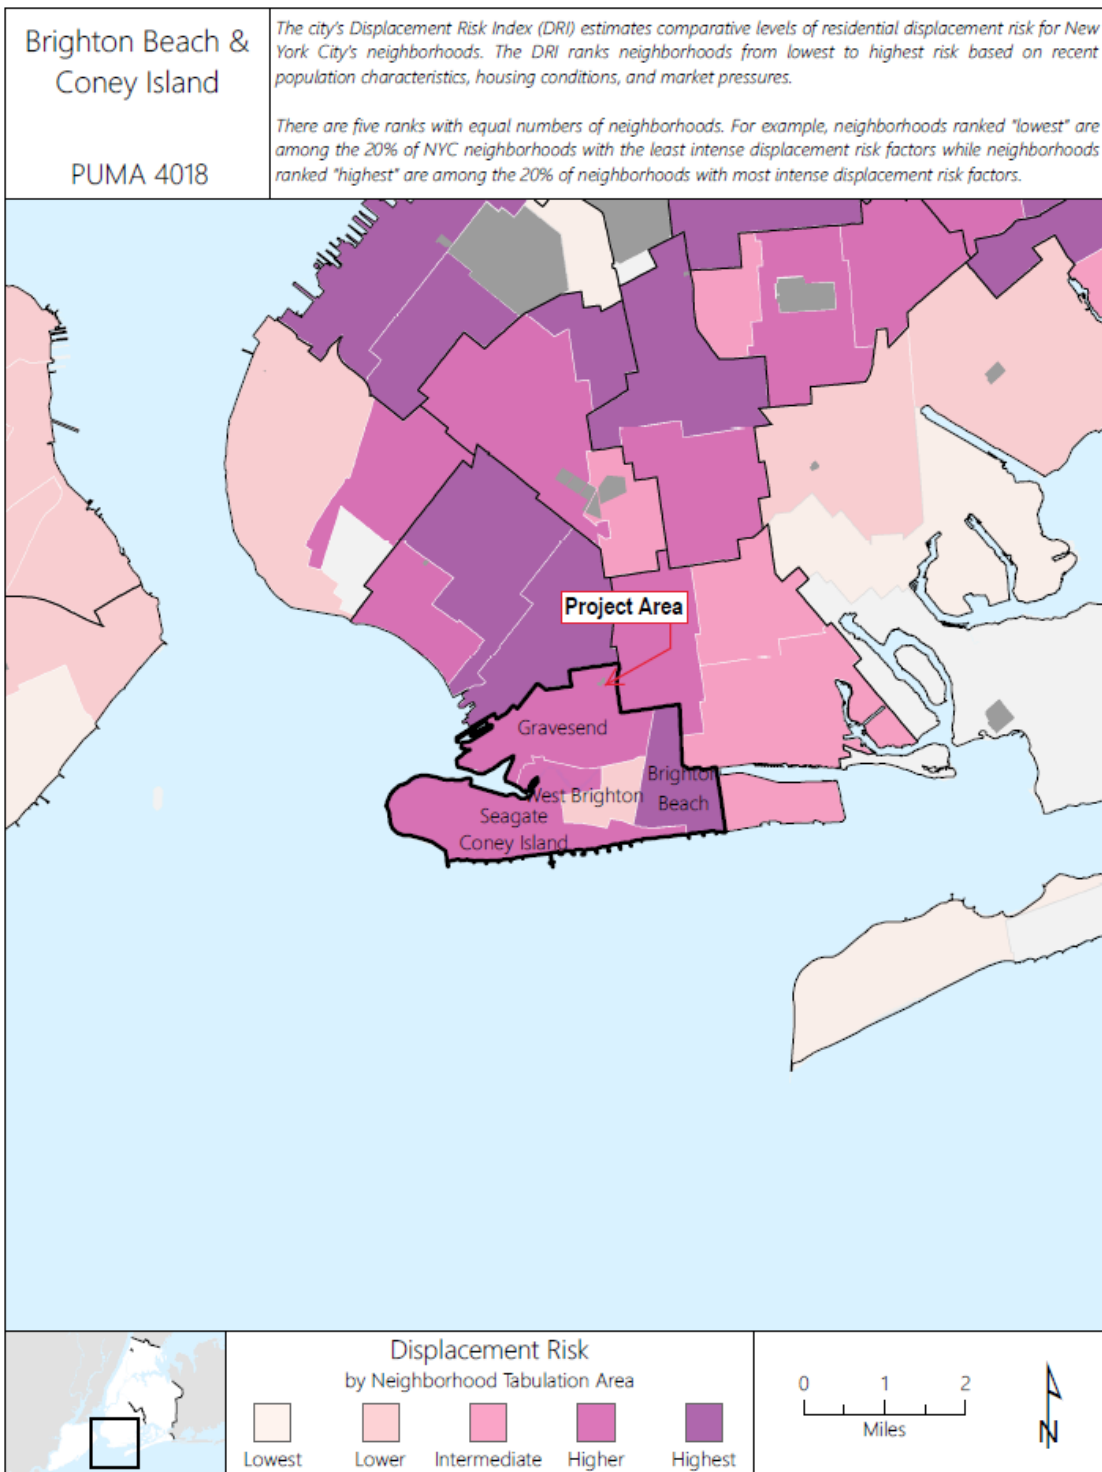 Brighton Beach &
Coney Island
PUMA 4018
The city's Displacement Risk Index (DRI) estimates comparative levels of residential displacement risk for New
York City's neighborhoods. The DRI ranks neighborhoods from lowest to highest risk based on recent
population characteristics, housing conditions, and market pressures.
There are five ranks with equal numbers of neighborhoods. For example, neighborhoods ranked "lowest" are
among the 20% of NYC neighborhoods with the least intense displacement risk factors while neighborhoods
ranked "highest" are among the 20% of neighborhoods with most intense displacement risk factors.
Project Area
Gravesend
Brighton
Beach
West Brighton
Seagate
Coney Island
Displacement Risk
by Neighborhood Tabulation Area
Lowest
Lower
Intermediate
Higher
Highest
0 1 2
Miles
N